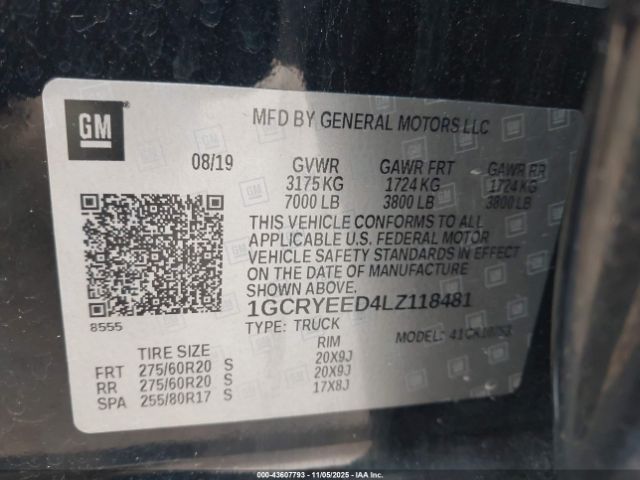 GM
MFD BY GENERAL MOTORS LLC
08/19 GVWR GAWR FRT GAWR RR
3175 KG 1724 KG 1724 KG
7000 LB 3800 LB 3800 LB
THIS VEHICLE CONFORMS TO ALL
APPLICABLE U.S. FEDERAL MOTOR
VEHICLE SAFETY STANDARDS IN EFFECT
ON THE DATE OF MANUFACTURE
SHOWN ABOVE.
1GCRYEED4LZ118481
8555
TYPE: TRUCK MODEL:
TIRE SIZE RIM
FRT 275/60R20 S 20X9J
RR 275/60R20 S 20X9J
SPA 255/80R17 S 17X8J
000-43607793 - 11/05/2025 - IAAI.COM